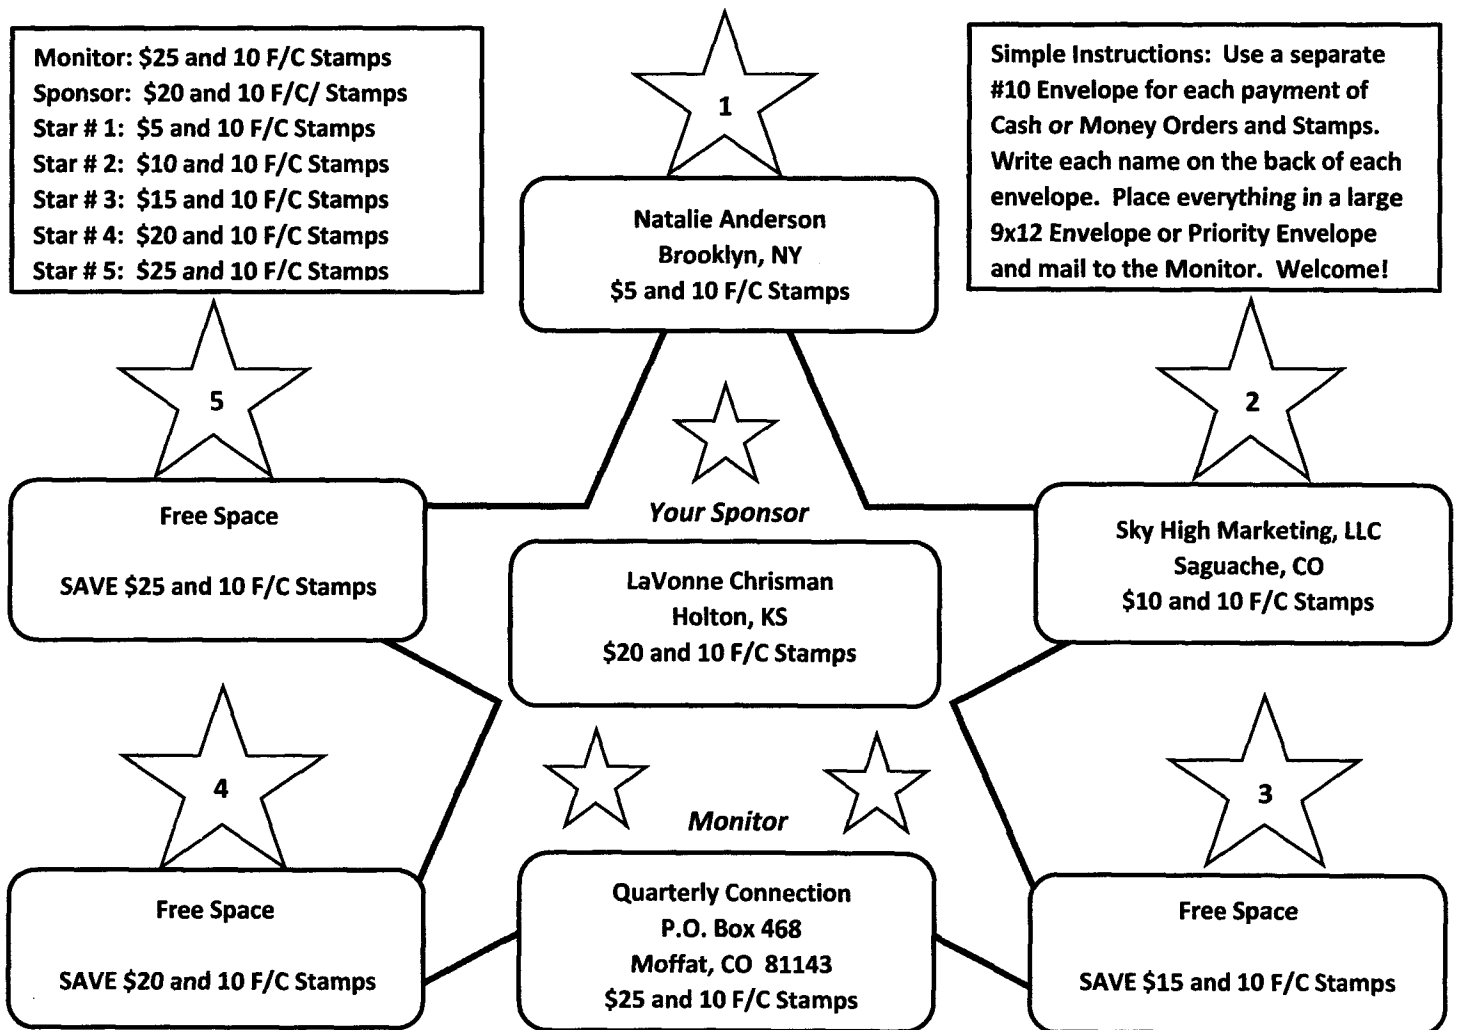 Monitor: $25 and 10 F/C Stamps
Sponsor: $20 and 10 F/C/ Stamps
Star # 1: $5 and 10 F/C Stamps
Star # 2: $10 and 10 F/C Stamps
Star # 3: $15 and 10 F/C Stamps
Star # 4: $20 and 10 F/C Stamps
Star # 5: $25 and 10 F/C Stamps
1
Natalie Anderson
Brooklyn, NY
$5 and 10 F/C Stamps
Simple Instructions: Use a separate
#10 Envelope for each payment of
Cash or Money Orders and Stamps.
Write each name on the back of each
envelope. Place everything in a large
9x12 Envelope or Priority Envelope
and mail to the Monitor. Welcome!
5
Free Space
SAVE $25 and 10 F/C Stamps
Your Sponsor
LaVonne Chrisman
Holton, KS
$20 and 10 F/C Stamps
2
Sky High Marketing, LLC
Saguache, CO
$10 and 10 F/C Stamps
4
Free Space
SAVE $20 and 10 F/C Stamps
Monitor
Quarterly Connection
P.O. Box 468
Moffat, CO 81143
$25 and 10 F/C Stamps
3
Free Space
SAVE $15 and 10 F/C Stamps